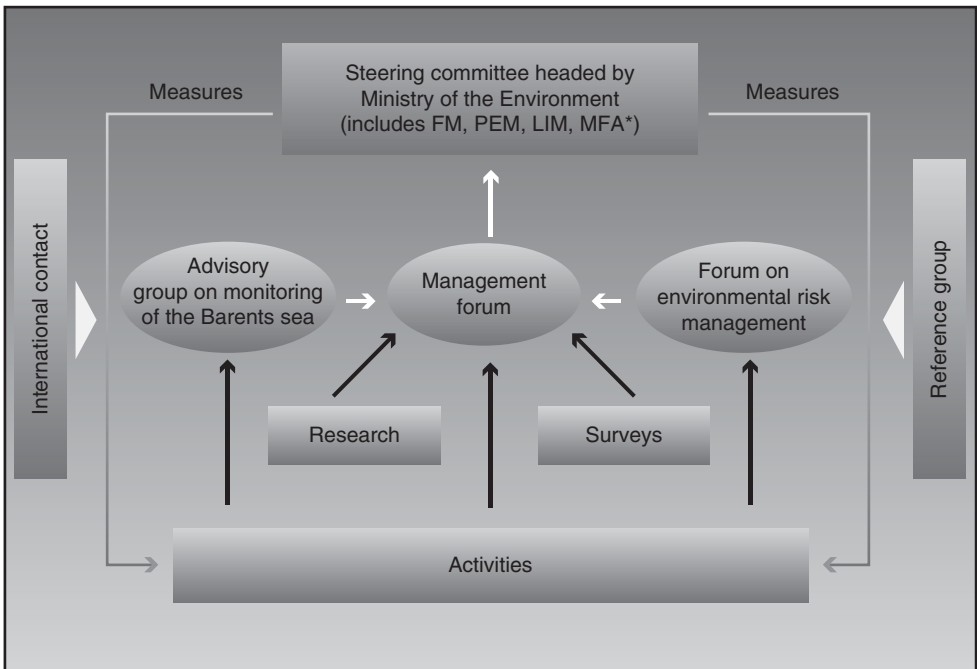 Steering committee headed by
Ministry of the Environment
(includes FM, PEM, LIM, MFA*)
Measures
Measures
International contact
Reference group
Advisory
group on monitoring
of the Barents sea
Management
forum
Forum on
environmental risk
management
Research
Surveys
Activities